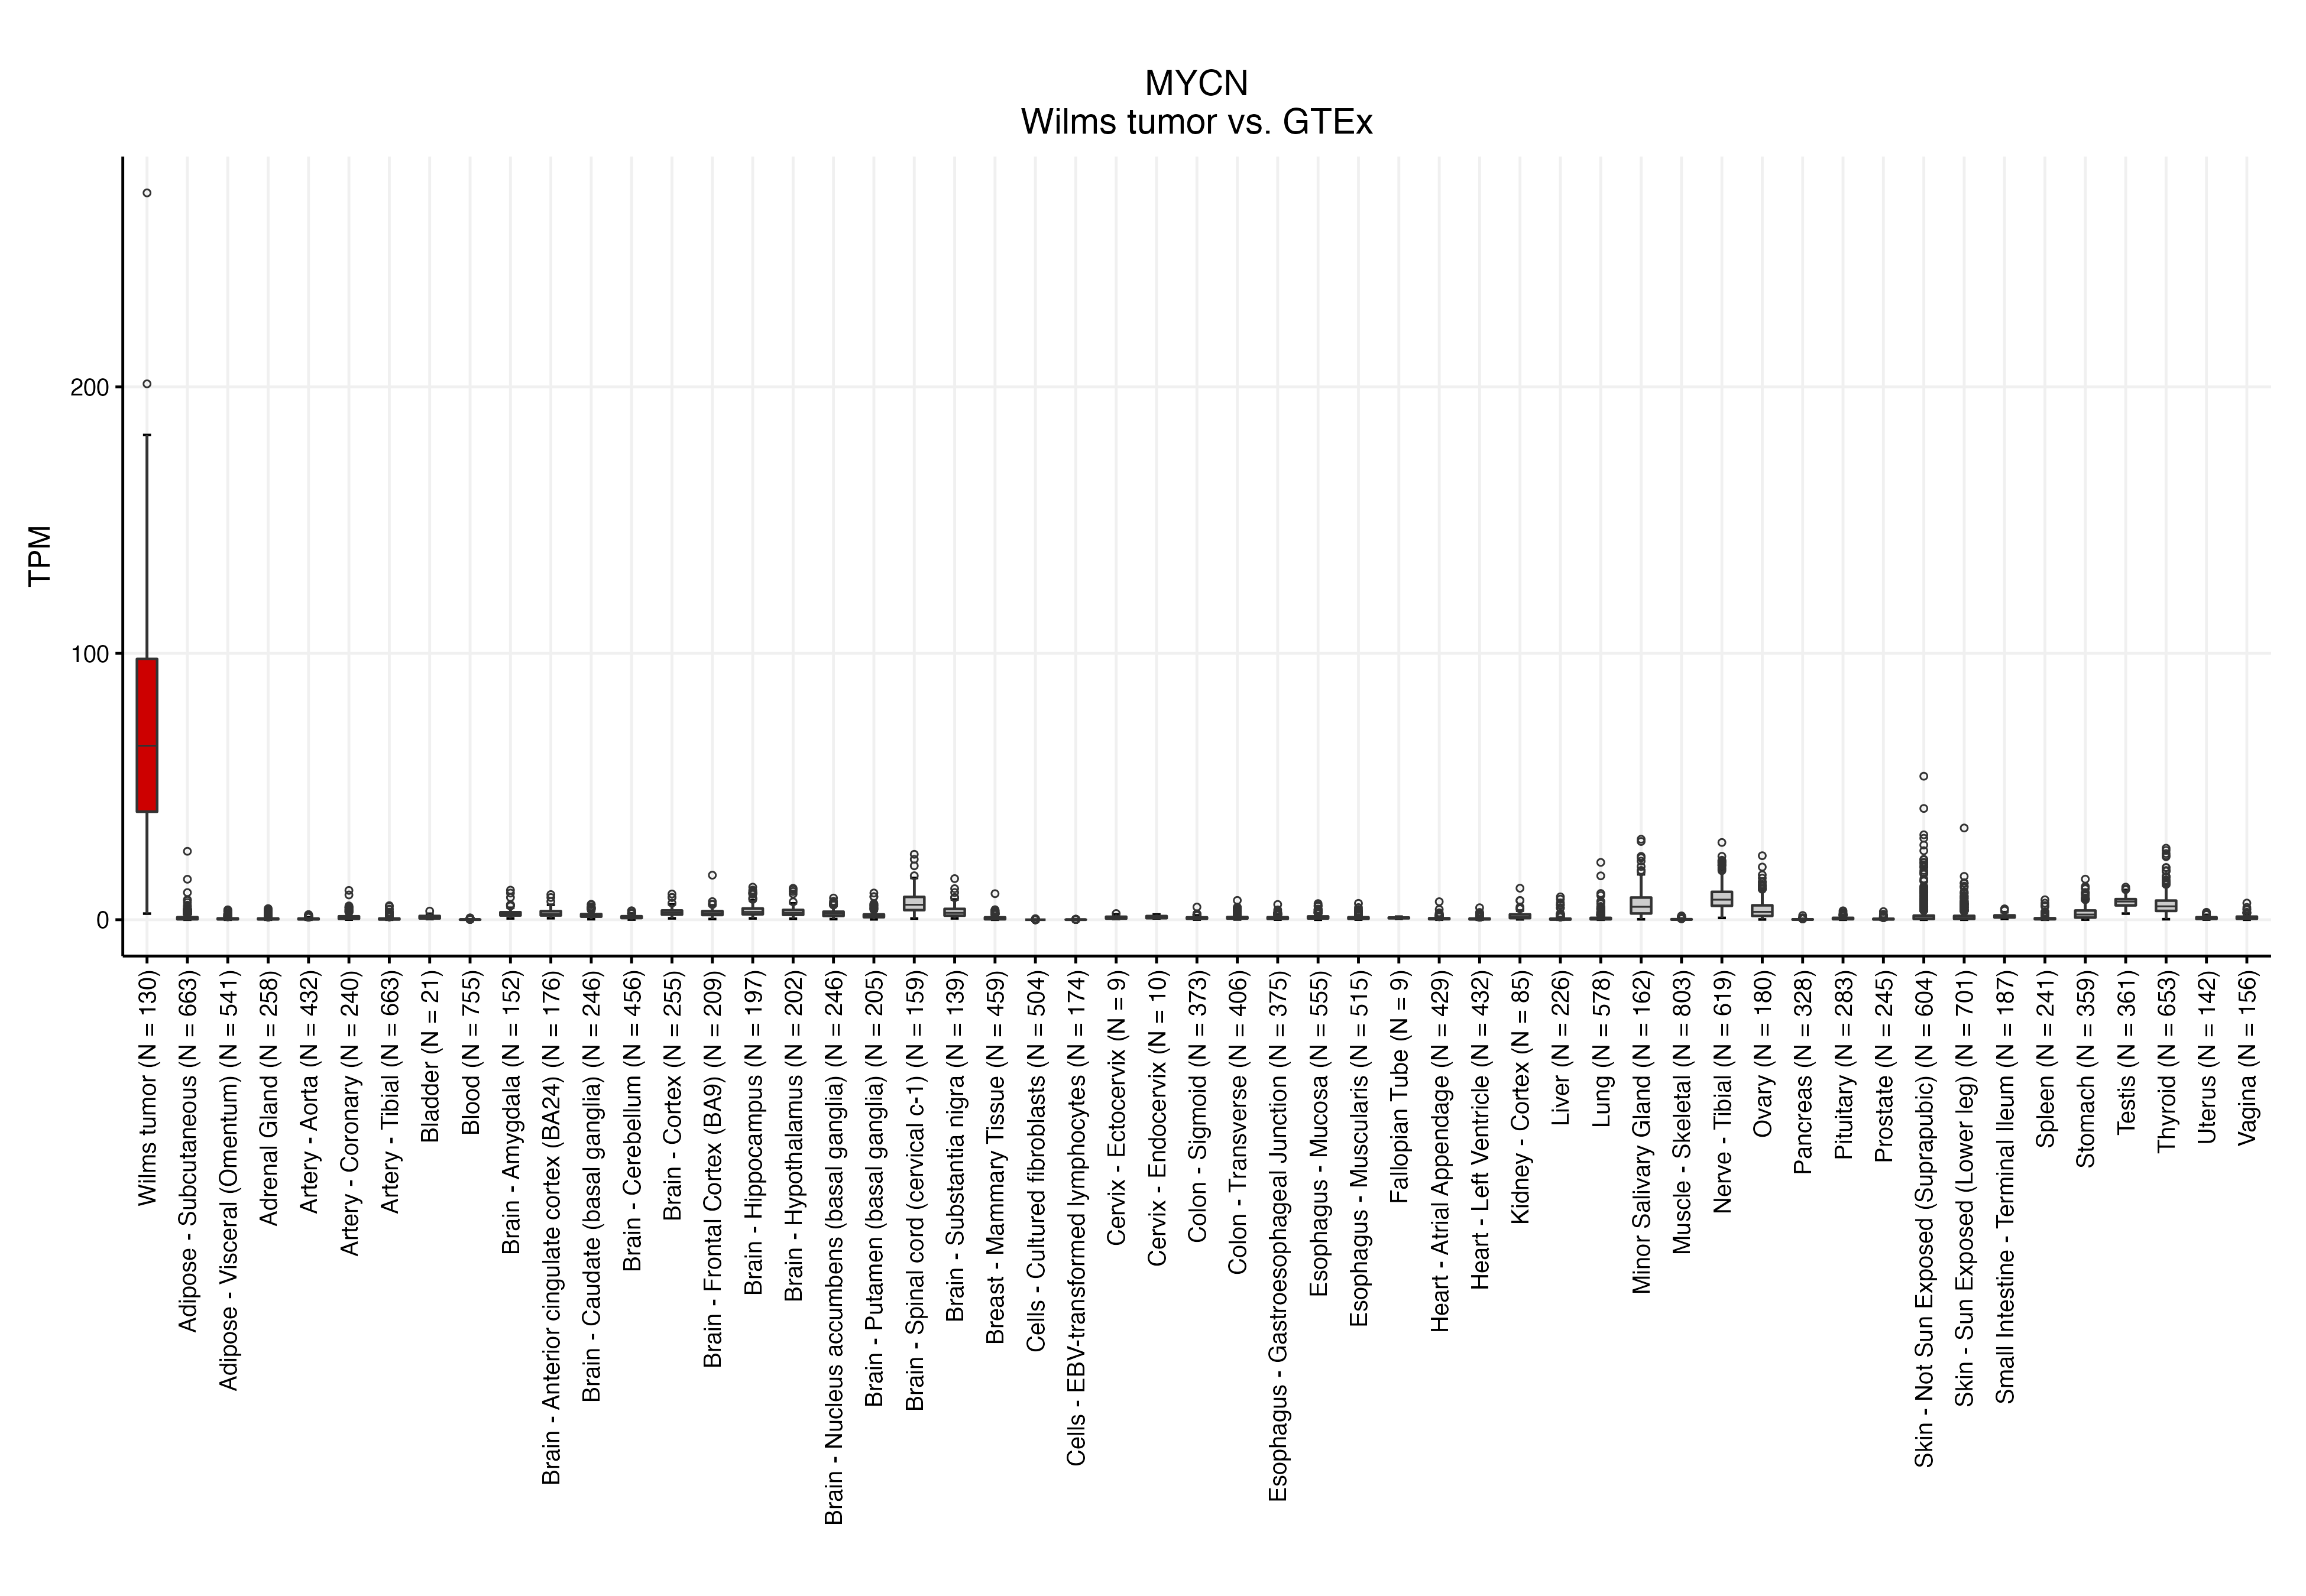 MYCN
Wilms tumor vs. GTEx
TPM
200
100
0
Wilms tumor (N = 130)
Adipose - Subcutaneous (N = 663)
Adipose - Visceral (Omentum) (N = 541)
Adrenal Gland (N = 258)
Artery - Aorta (N = 432)
Artery - Coronary (N = 240)
Artery - Tibial (N = 663)
Bladder (N = 21)
Blood (N = 755)
Brain - Amygdala (N = 152)
Brain - Anterior cingulate cortex (BA24) (N = 176)
Brain - Caudate (basal ganglia) (N = 246)
Brain - Cerebellum (N = 456)
Brain - Cortex (N = 255)
Brain - Frontal Cortex (BA9) (N = 209)
Brain - Hippocampus (N = 197)
Brain - Hypothalamus (N = 202)
Brain - Nucleus accumbens (basal ganglia) (N = 246)
Brain - Putamen (basal ganglia) (N = 205)
Brain - Spinal cord (cervical c-1) (N = 159)
Brain - Substantia nigra (N = 139)
Breast - Mammary Tissue (N = 459)
Cells - Cultured fibroblasts (N = 504)
Cells - EBV-transformed lymphocytes (N = 174)
Cervix - Ectocervix (N = 9)
Cervix - Endocervix (N = 10)
Colon - Sigmoid (N = 373)
Colon - Transverse (N = 406)
Esophagus - Gastroesophageal Junction (N = 375)
Esophagus - Mucosa (N = 555)
Esophagus - Muscularis (N = 515)
Fallopian Tube (N = 9)
Heart - Atrial Appendage (N = 429)
Heart - Left Ventricle (N = 432)
Kidney - Cortex (N = 85)
Liver (N = 226)
Lung (N = 578)
Minor Salivary Gland (N = 162)
Muscle - Skeletal (N = 803)
Nerve - Tibial (N = 619)
Ovary (N = 180)
Pancreas (N = 328)
Pituitary (N = 283)
Prostate (N = 245)
Skin - Not Sun Exposed (Suprapubic) (N = 604)
Skin - Sun Exposed (Lower leg) (N = 701)
Small Intestine - Terminal Ileum (N = 187)
Spleen (N = 241)
Stomach (N = 359)
Testis (N = 361)
Thyroid (N = 653)
Uterus (N = 142)
Vagina (N = 156)